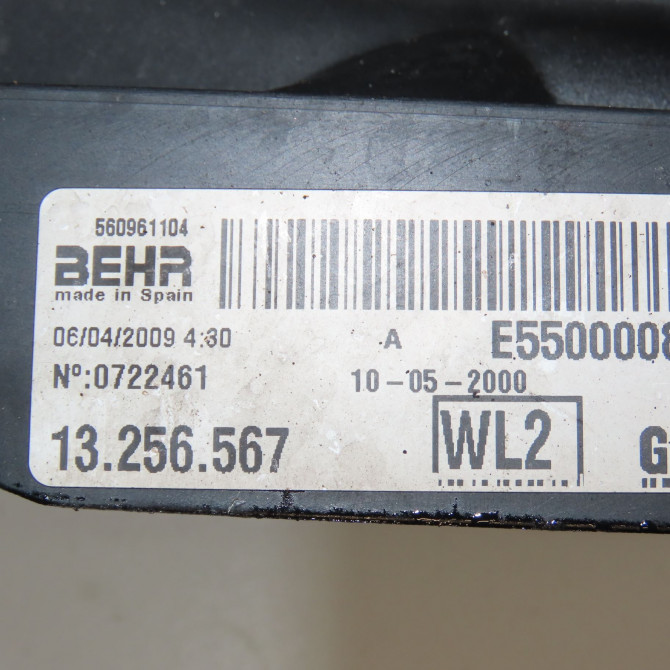 560961104
BEHR
made in Spain
06/04/2009 4:30 A E5500008
Nº:0722461 10-05-2000
13.256.567 WL2 G